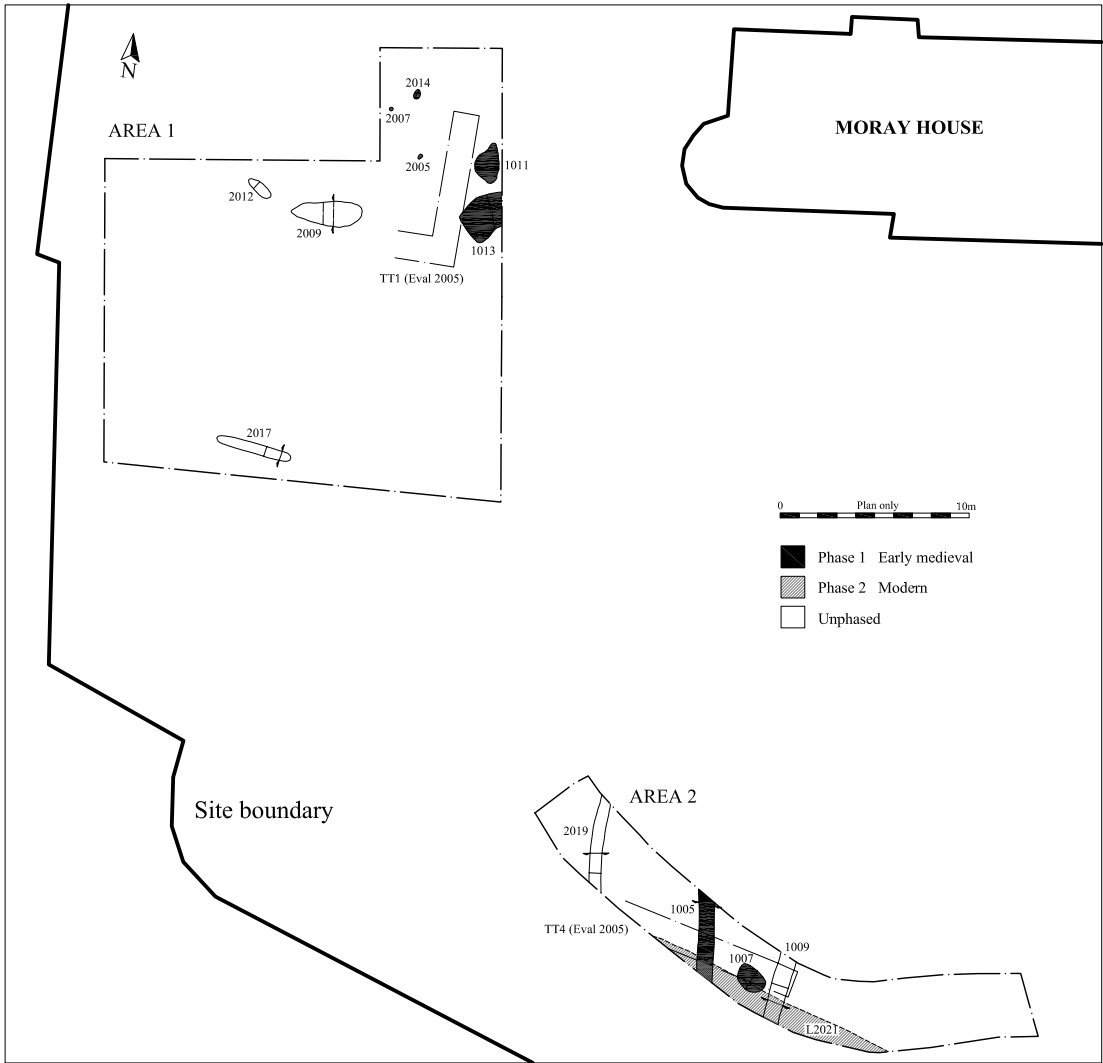 N
AREA 1
2014
2007
2005
1011
2012
2009
1013
TT1 (Eval 2005)
MORAY HOUSE
2017
0 Plan only 10m
Phase 1 Early medieval
Phase 2 Modern
Unphased
Site boundary
AREA 2
2019
1005
TT4 (Eval 2005)
1007
1009
L2021